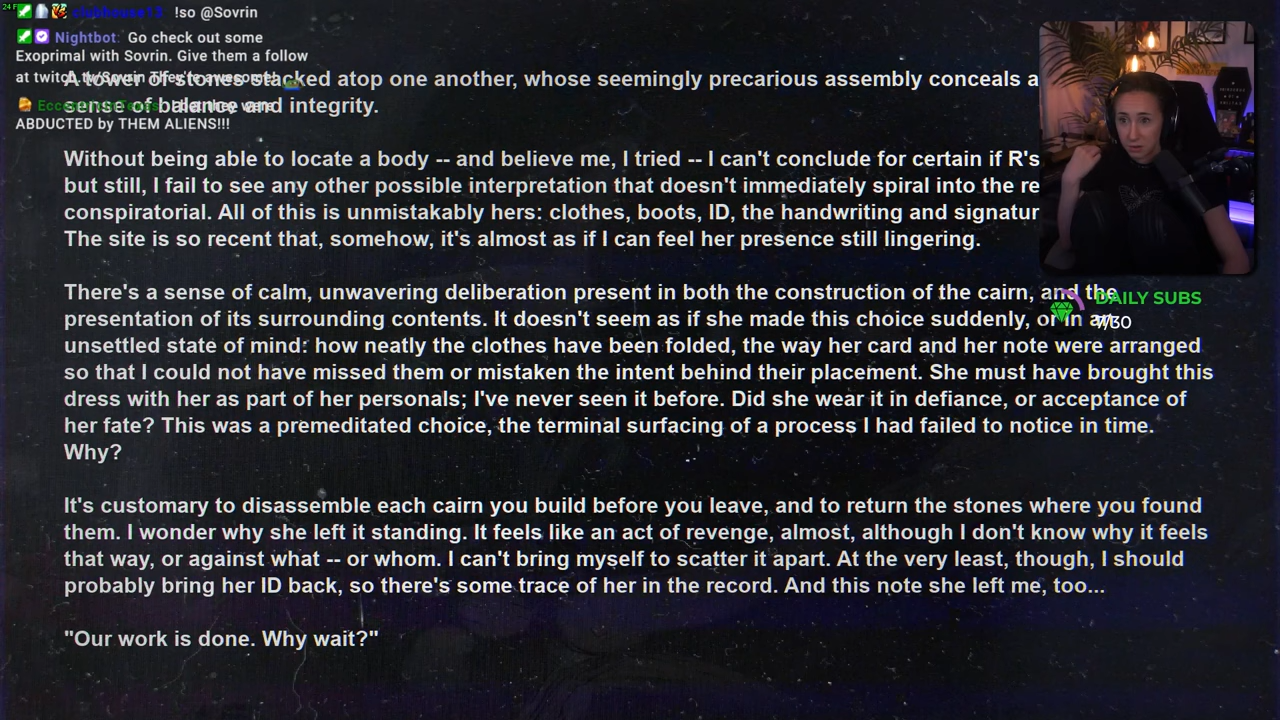 24 F
clubhouse13 !so @Sovrin
Nightbot: Go check out some
Exoprimal with Sovrin. Give them a follow
at twitch.tv/Sovrin They're awesome!
A tower of stones stacked atop one another, whose seemingly precarious assembly conceals a
sense of balance and integrity.
ABDUCTED by THEM ALIENS!!!
Without being able to locate a body -- and believe me, I tried -- I can't conclude for certain if R's
but still, I fail to see any other possible interpretation that doesn't immediately spiral into the re
conspiratorial. All of this is unmistakably hers: clothes, boots, ID, the handwriting and signatur
The site is so recent that, somehow, it's almost as if I can feel her presence still lingering.
There's a sense of calm, unwavering deliberation present in both the construction of the cairn, and the
presentation of its surrounding contents. It doesn't seem as if she made this choice suddenly, or in an
unsettled state of mind: how neatly the clothes have been folded, the way her card and her note were arranged
so that I could not have missed them or mistaken the intent behind their placement. She must have brought this
dress with her as part of her personals; I've never seen it before. Did she wear it in defiance, or acceptance of
her fate? This was a premeditated choice, the terminal surfacing of a process I had failed to notice in time.
Why?
It's customary to disassemble each cairn you build before you leave, and to return the stones where you found
them. I wonder why she left it standing. It feels like an act of revenge, almost, although I don't know why it feels
that way, or against what -- or whom. I can't bring myself to scatter it apart. At the very least, though, I should
probably bring her ID back, so there's some trace of her in the record. And this note she left me, too...
"Our work is done. Why wait?"
DAILY SUBS
7/30